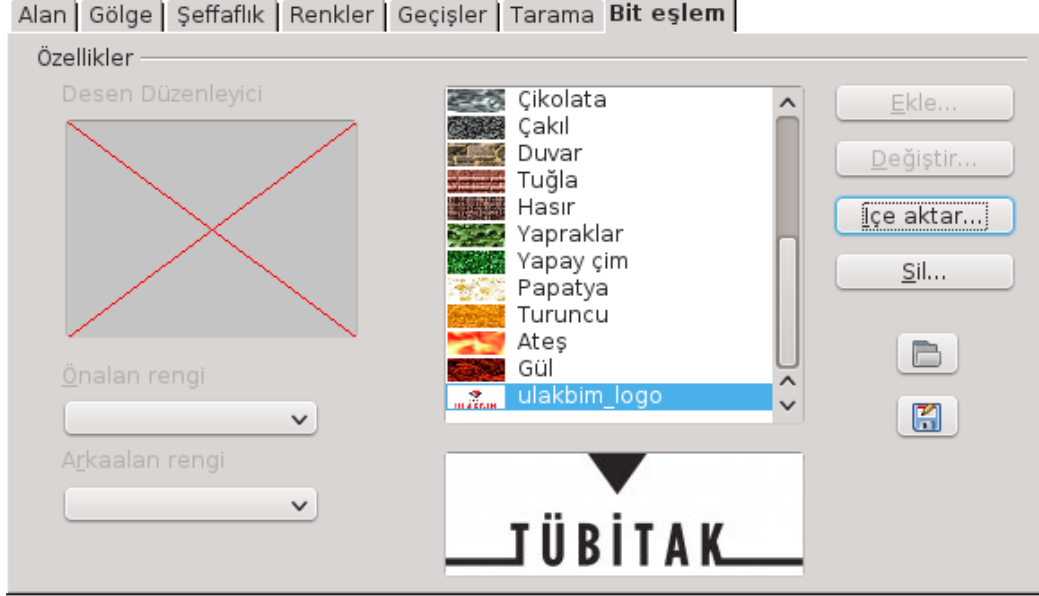 Alan Gölge Şeffaflık Renkler Geçişler Tarama Bit eşlem
Özellikler
Desen Düzenleyici
Önalan rengi
Arkaalan rengi
Çikolata
Çakıl
Duvar
Tuğla
Hasır
Yapraklar
Yapay çim
Papatya
Turuncu
Ateş
Gül
ulakbim_logo
TÜBİTAK
Ekle...
Değiştir...
İçe aktar...
Sil...